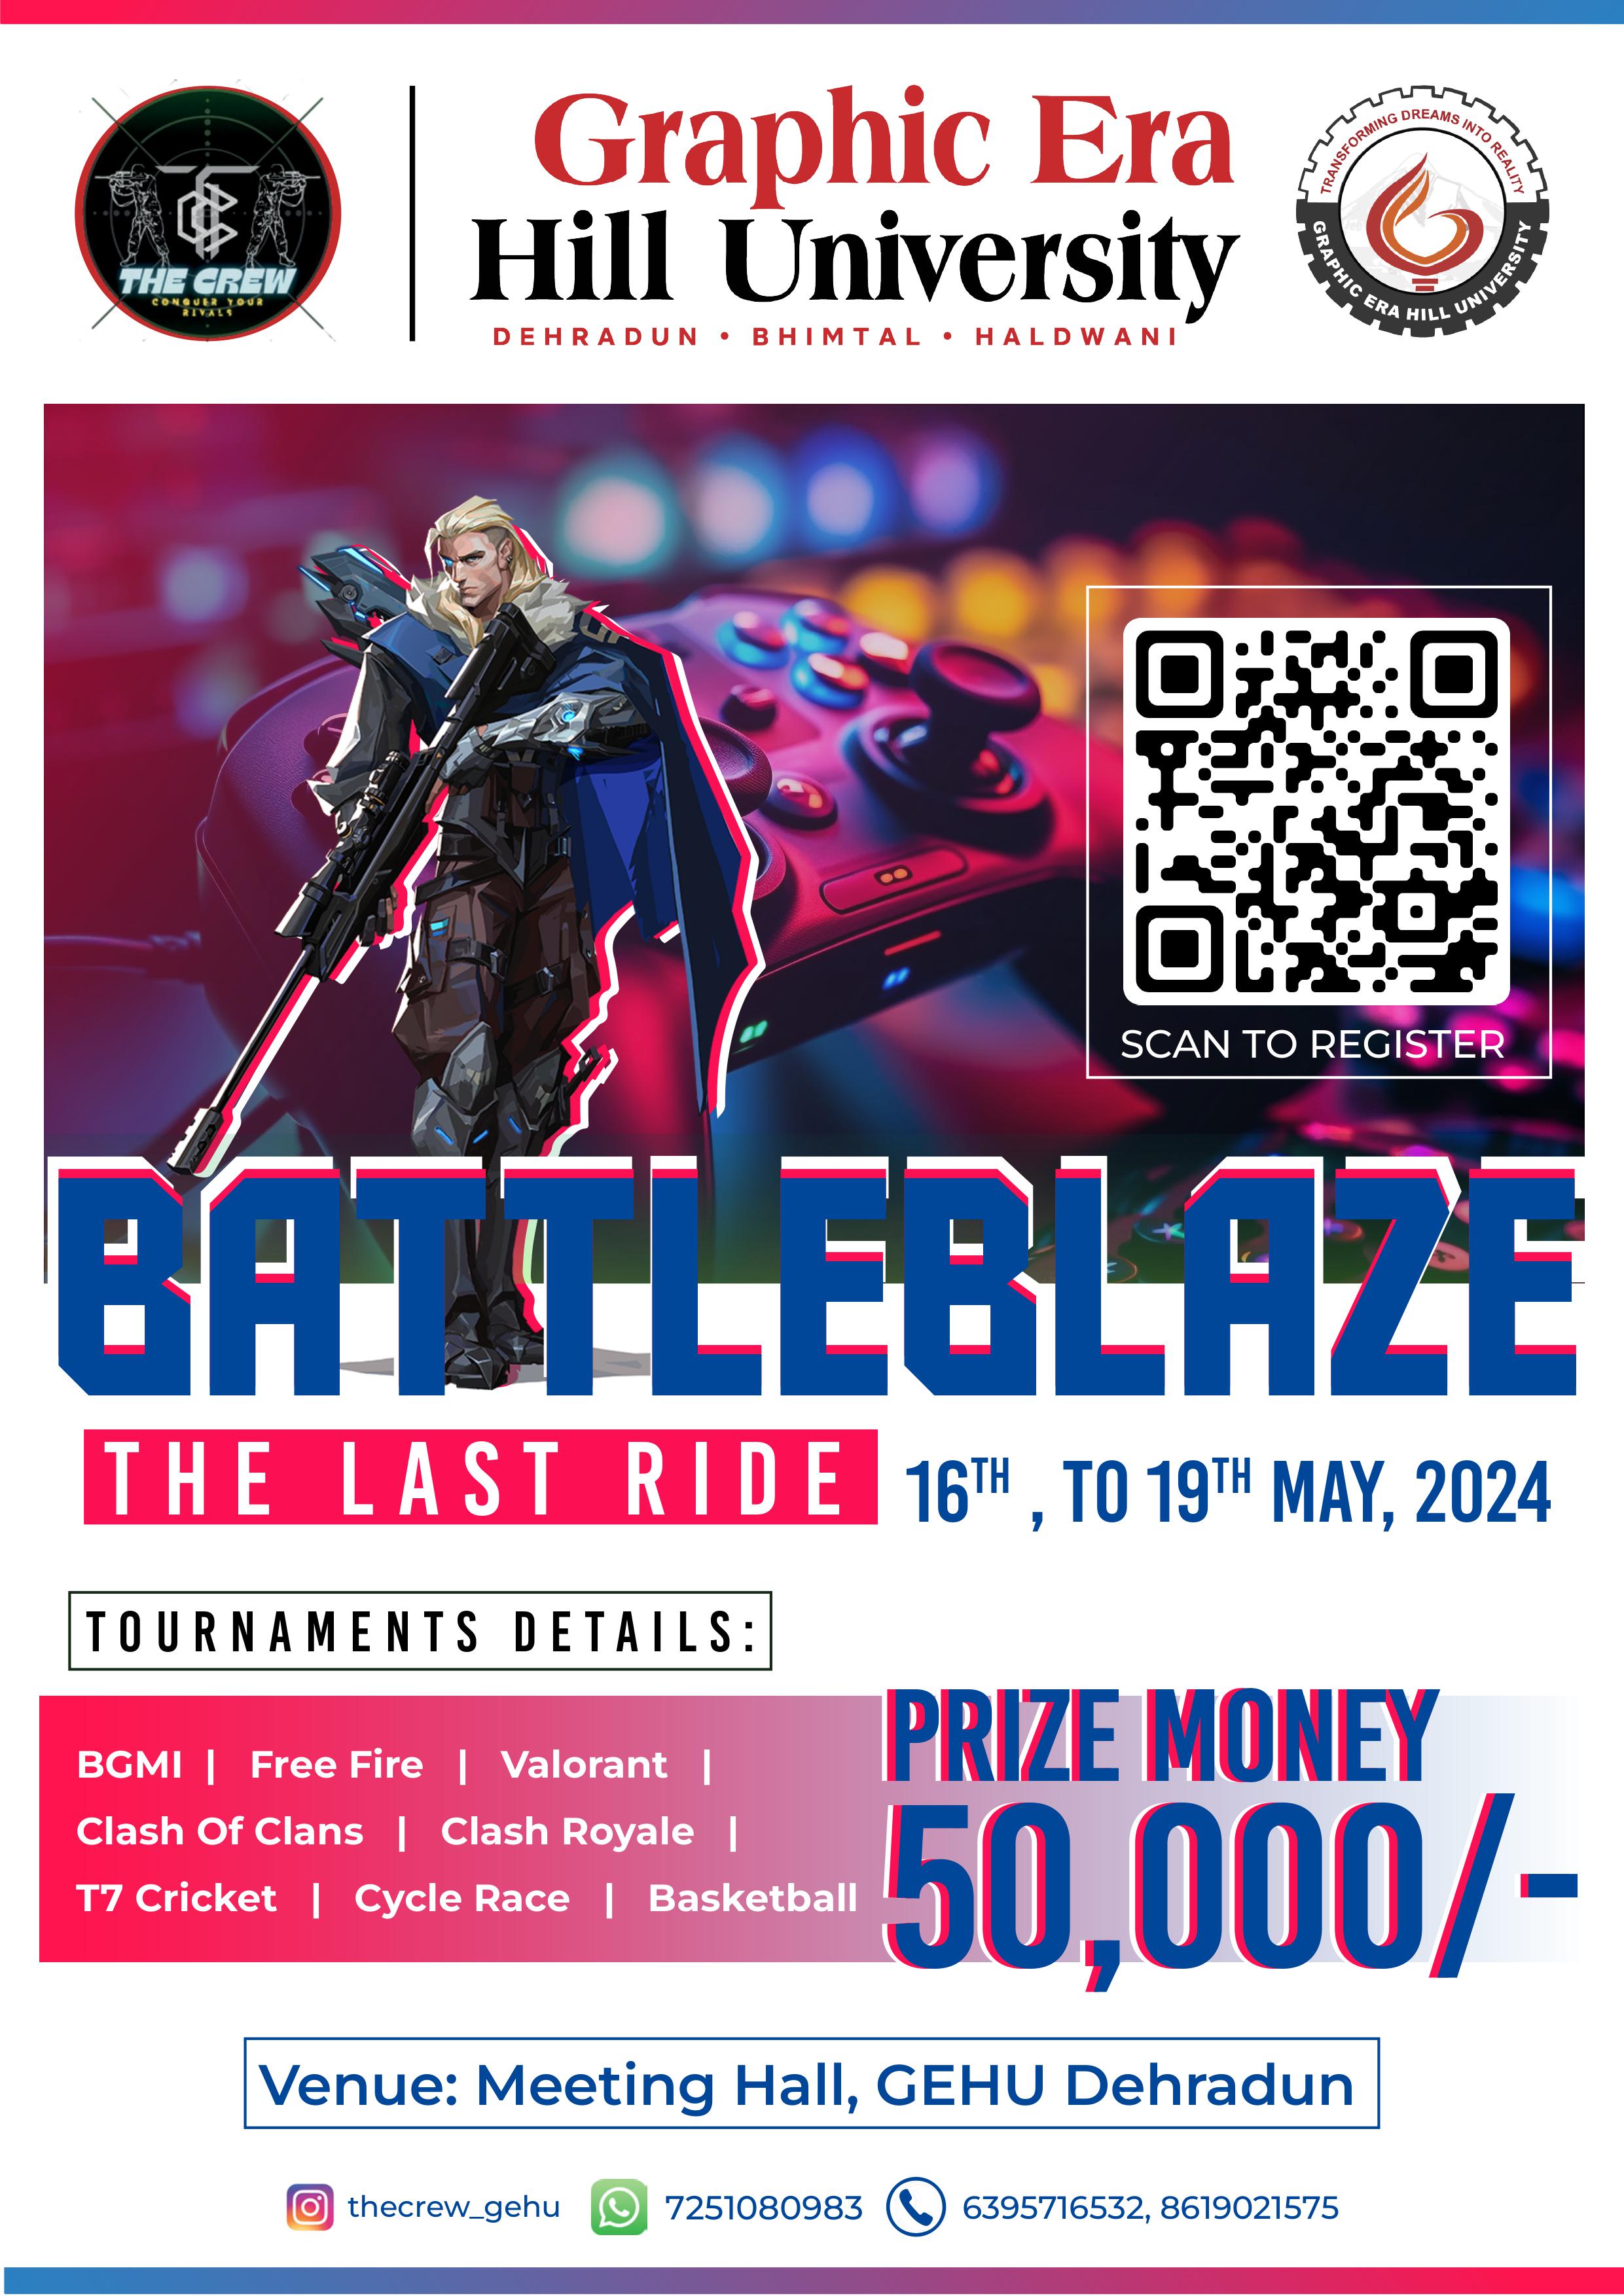 THE CREW
CONQUER YOUR
RIVALS
Graphic Era
Hill University
DEHRADUN • BHIMTAL • HALDWANI
TRANSFORMING DREAMS INTO REALITY
GRAPHIC ERA HILL UNIVERSITY
SCAN TO REGISTER
BATTLEBLAZE
THE LAST RIDE
16TH , TO 19TH MAY, 2024
TOURNAMENTS DETAILS:
BGMI | Free Fire | Valorant |
Clash Of Clans | Clash Royale |
T7 Cricket | Cycle Race | Basketball
PRIZE MONEY
50,000/-
Venue: Meeting Hall, GEHU Dehradun
thecrew_gehu 7251080983 6395716532, 8619021575